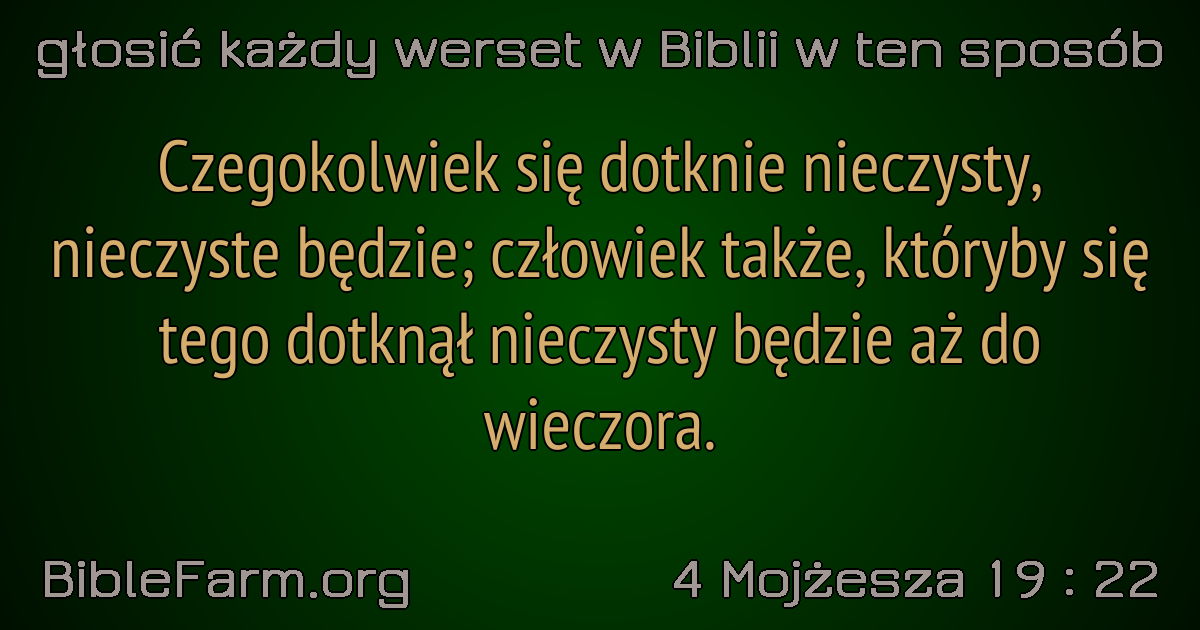 głosić każdy werset w Biblii w ten sposób
Czegokolwiek się dotknie nieczysty,
nieczyste będzie; człowiek także, któryby się
tego dotknął nieczysty będzie aż do
wieczora.
BibleFarm.org
4 Mojżesza 19 : 22